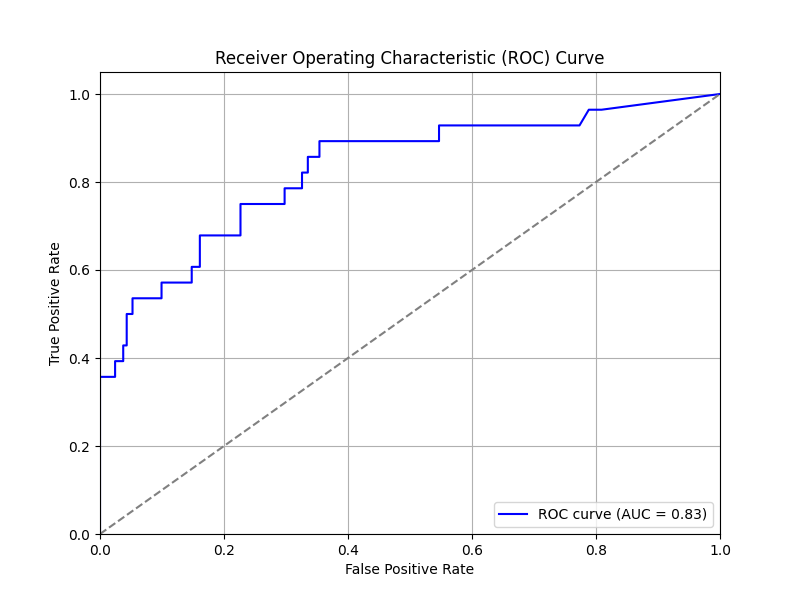 Receiver Operating Characteristic (ROC) Curve
1.0
0.8
0.6
0.4
0.2
0.0
True Positive Rate
0.0 0.2 0.4 0.6 0.8 1.0
False Positive Rate
ROC curve (AUC = 0.83)